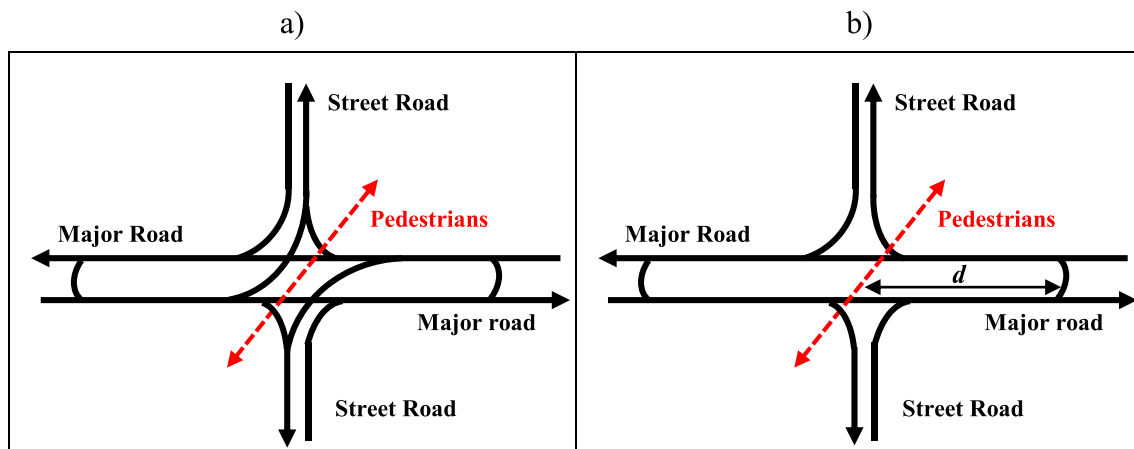 a)
b)
Street Road
Pedestrians
Major Road
Major road
Street Road
Street Road
Pedestrians
Major Road
d
Major road
Street Road